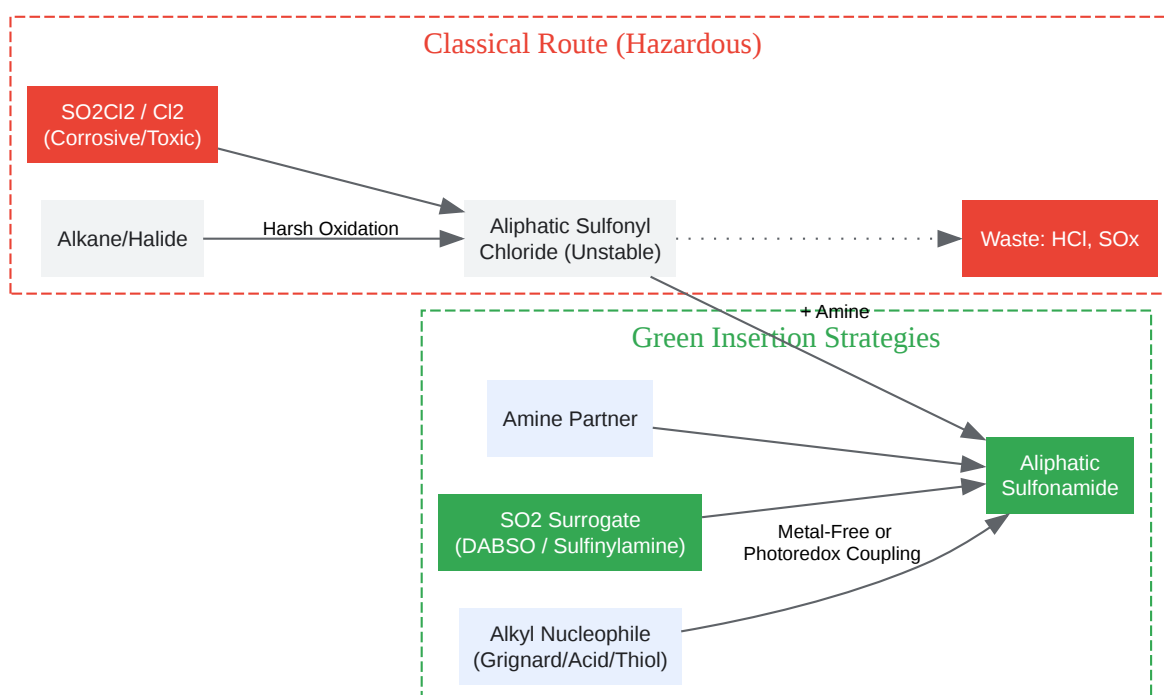 Classical Route (Hazardous)
SO2Cl2 / Cl2
(Corrosive/Toxic)
Alkane/Halide
Harsh Oxidation
Aliphatic Sulfonyl
Chloride (Unstable)
Waste: HCl, SOx
+ Amine
Green Insertion Strategies
Amine Partner
Aliphatic
Sulfonamide
SO2 Surrogate
(DABSO / Sulfinylamine)
Metal-Free or
Photoredox Coupling
Alkyl Nucleophile
(Grignard/Acid/Thiol)